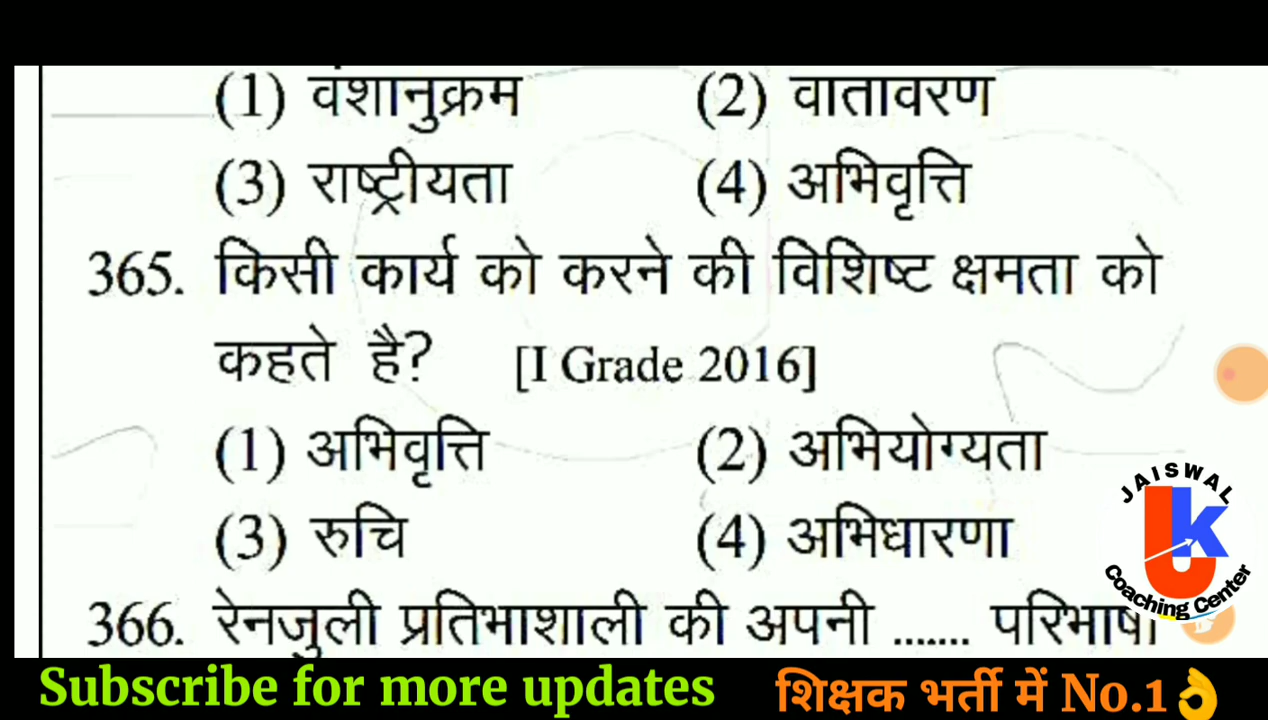 (1) वंशानुक्रम (2) वातावरण
(3) राष्ट्रीयता (4) अभिवृत्ति
365. किसी कार्य को करने की विशिष्ट क्षमता को
कहते है? [I Grade 2016]
(1) अभिवृत्ति (2) अभियोग्यता
(3) रुचि (4) अभिधारणा
JAISWAL
Jk
Coaching Center
366. रेनजुली प्रतिभाशाली की अपनी ....... परिभाषा
Subscribe for more updates शिक्षक भर्ती में No.1👌